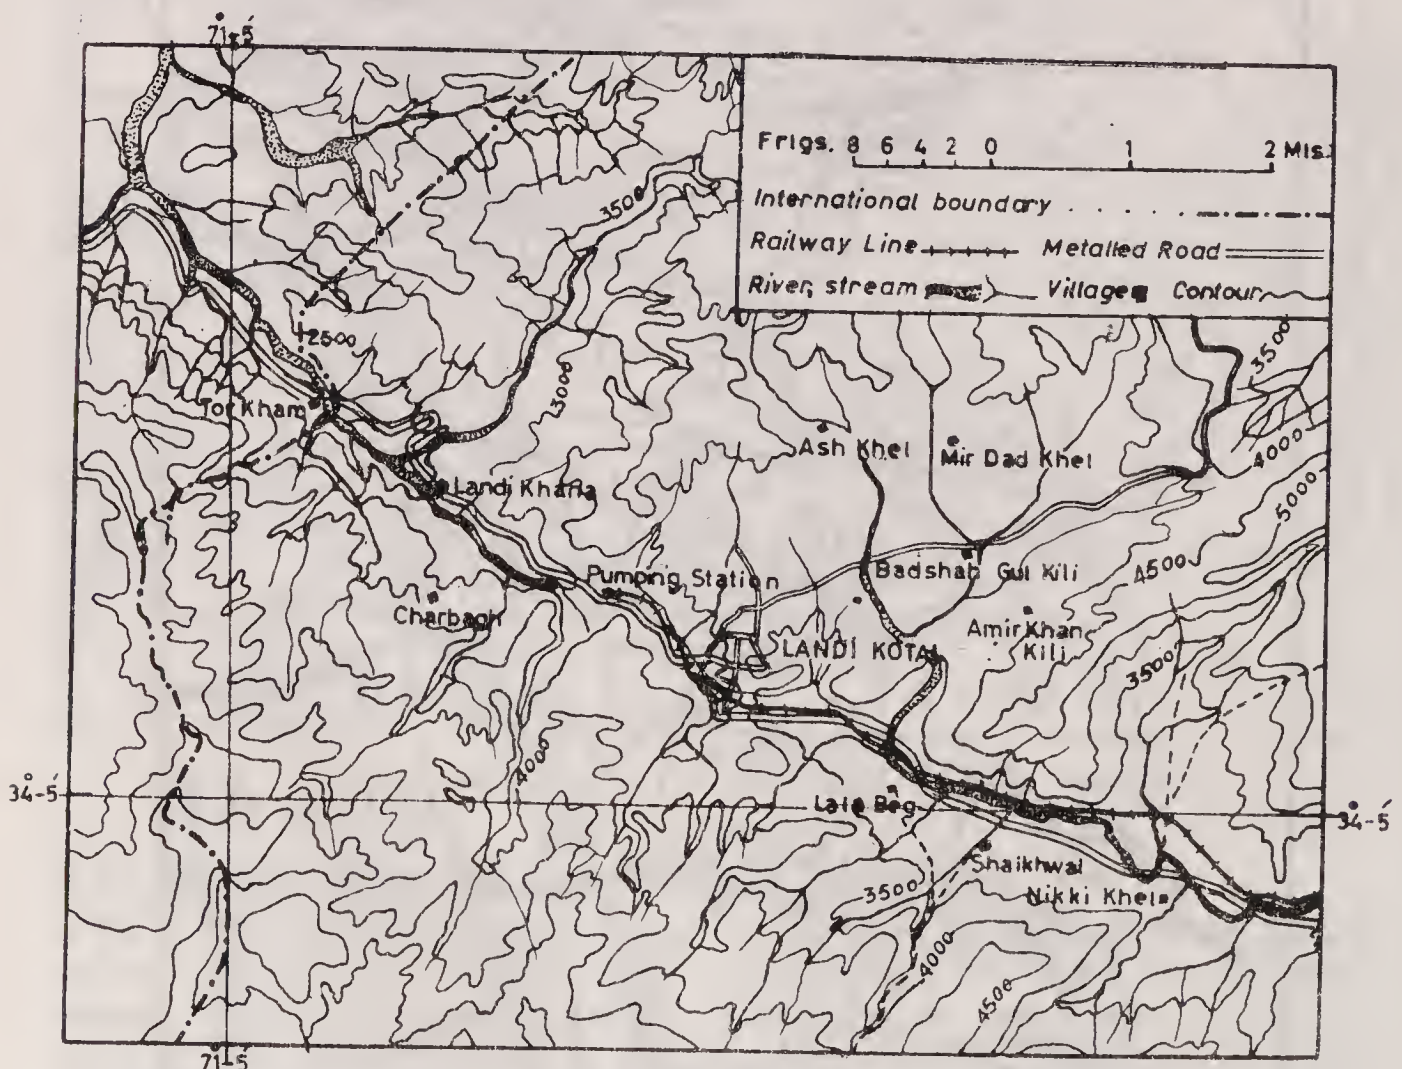 71°-5'
Frlgs. 8 6 4 2 0 1 2 Mls.
International boundary
Railway Line Metalled Road
River, stream Village Contour
3500
3500
2500
3000
Tor Kham
Ash Khel
Mir Dad Khel
4000
Landi Khana
5000
Pumping Station
Badshah Gul Kili
4500
Charbagh
Amir Khan
Kili
LANDI KOTAL
3500
4000
34°-5'
Lala Beg
34°-5'
Shaikhwal
3500
Nikki Khel
4000
4500
71°-5'